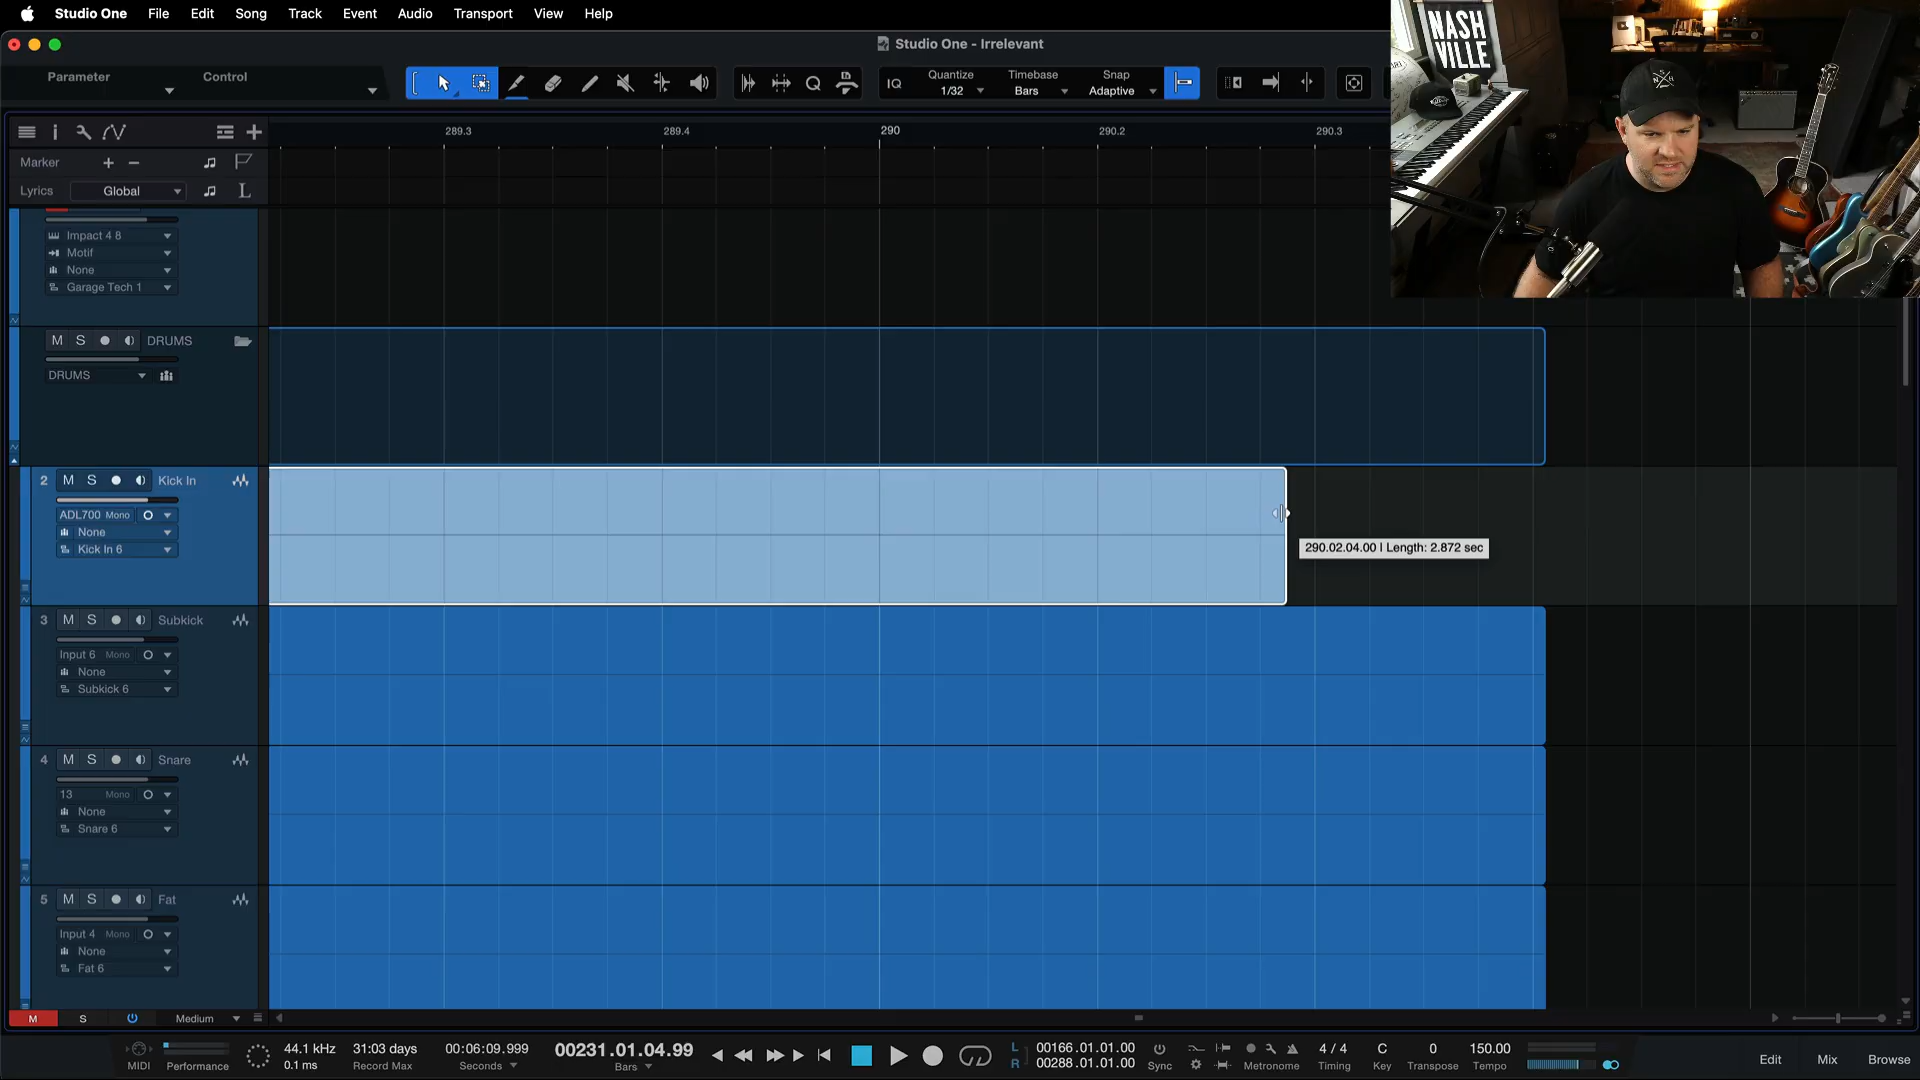 Studio One File Edit Song Track Event Audio Transport View Help
Studio One - Irrelevant
NASH
VILLE
Parameter Control
IQ Quantize Timebase Snap
1/32 Bars Adaptive
289.3 289.4 290 290.2 290.3
Marker
Lyrics Global L
Impact 4 8
Motif
None
Garage Tech 1
M S DRUMS
DRUMS
2 M S Kick In
ADL700 Mono
None
Kick In 6
290.02.04.00 | Length: 2.872 sec
3 M S Subkick
Input 6 Mono
None
Subkick 6
4 M S Snare
13 Mono
None
Snare 6
5 M S Fat
Input 4 Mono
None
Fat 6
M S Medium
MIDI Performance
44.1 kHz 31:03 days 00:06:09.999 00231.01.04.99
0.1 ms Record Max Seconds Bars
L 00166.01.01.00
R 00288.01.01.00
Sync Metronome
4 / 4 C 0 150.00
Timing Key Transpose Tempo
Edit Mix Browse